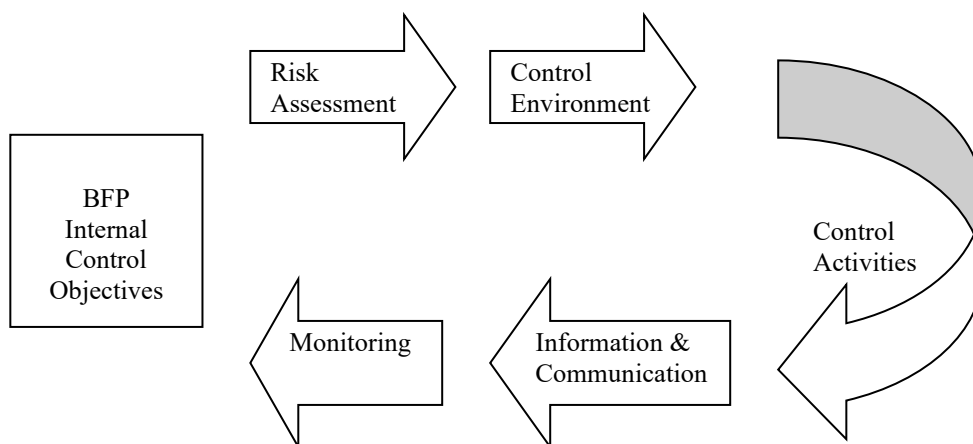 Risk
Assessment
Control
Environment
BFP
Internal
Control
Objectives
Control
Activities
Monitoring
Information &
Communication